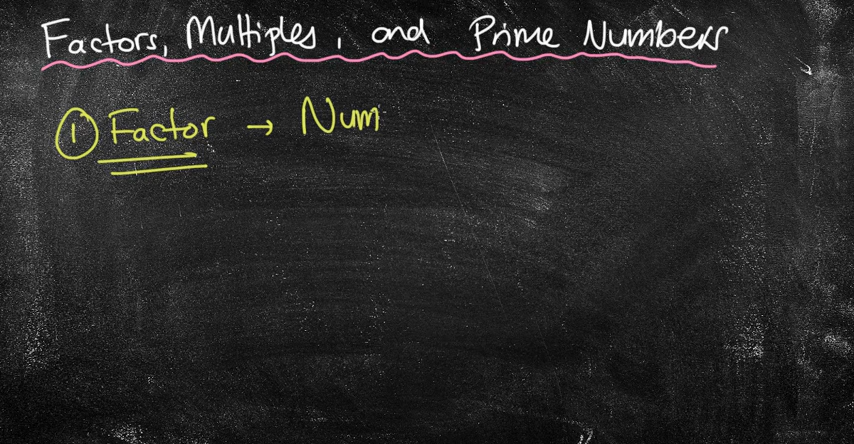 Factors, Multiples, and Prime Numbers
① Factor → Num